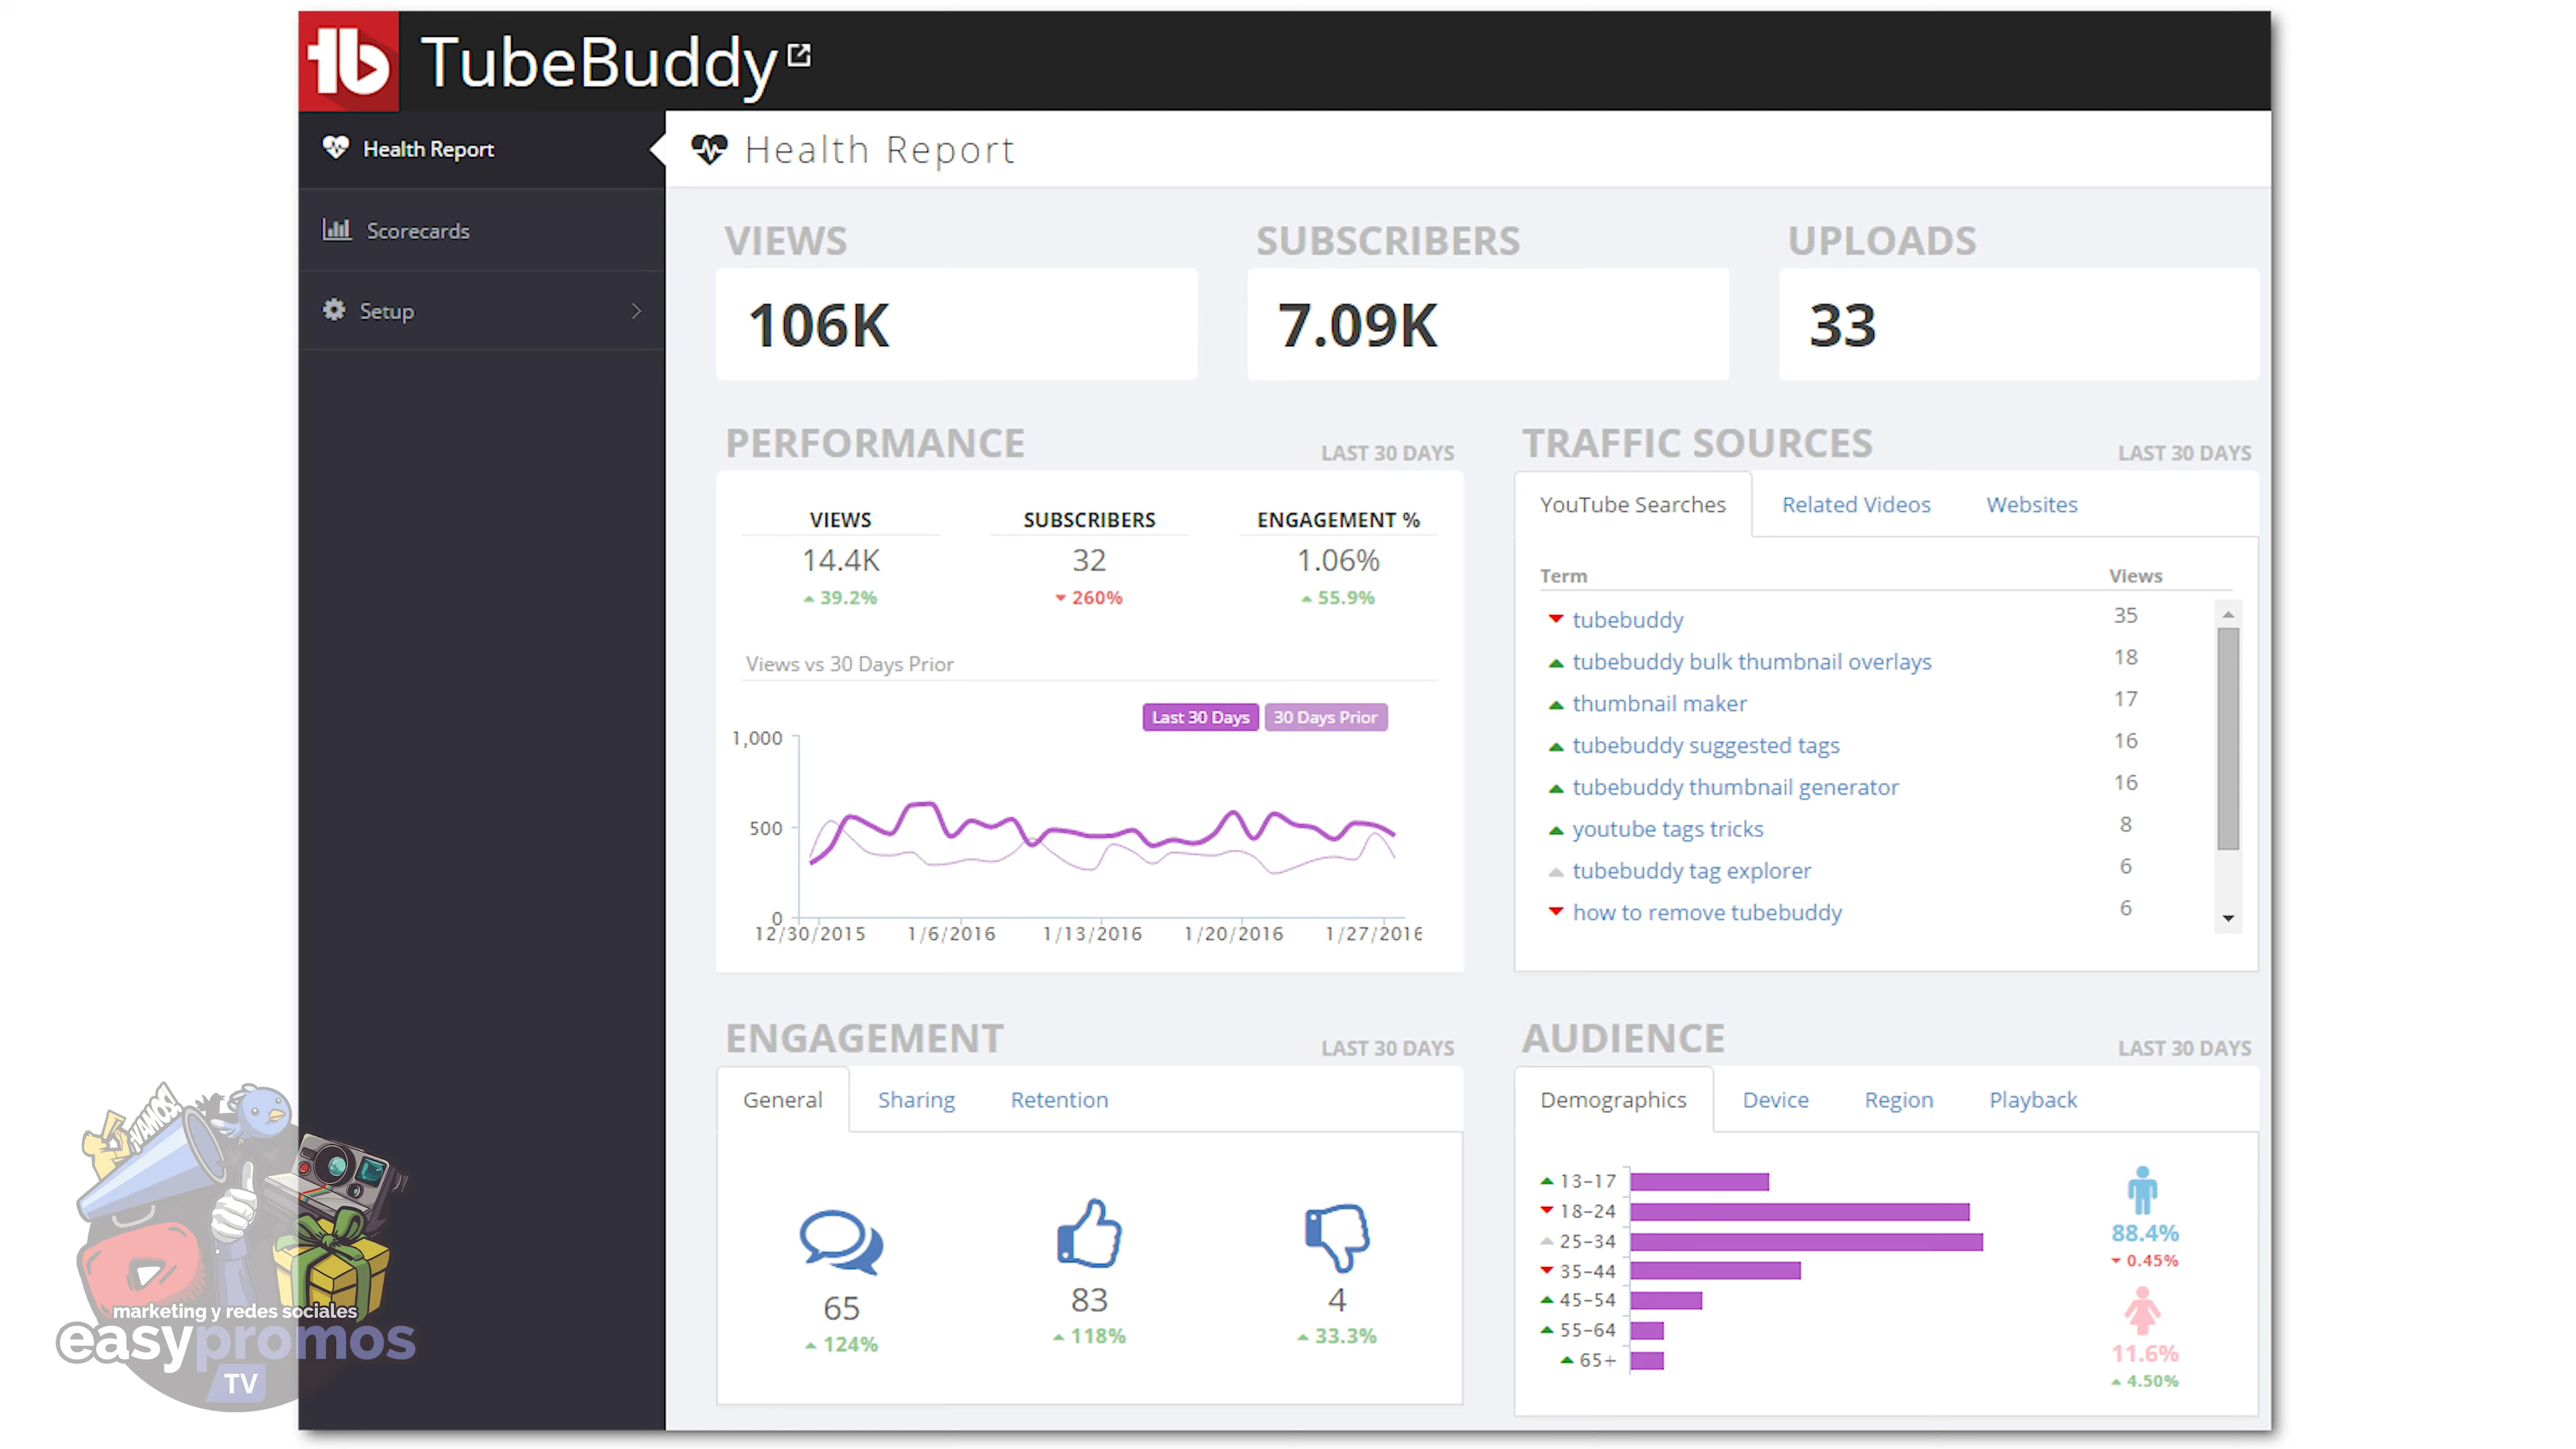 TubeBuddy
Health Report
Scorecards
Setup
Health Report
VIEWS
106K
SUBSCRIBERS
7.09K
UPLOADS
33
PERFORMANCE
LAST 30 DAYS
VIEWS
14.4K
39.2%
SUBSCRIBERS
32
260%
ENGAGEMENT %
1.06%
55.9%
Views vs 30 Days Prior
Last 30 Days
30 Days Prior
1,000
500
0
12/30/2015
1/6/2016
1/13/2016
1/20/2016
1/27/2016
TRAFFIC SOURCES
LAST 30 DAYS
YouTube Searches
Related Videos
Websites
Term
Views
tubebuddy 35
tubebuddy bulk thumbnail overlays 18
thumbnail maker 17
tubebuddy suggested tags 16
tubebuddy thumbnail generator 16
youtube tags tricks 8
tubebuddy tag explorer 6
how to remove tubebuddy 6
ENGAGEMENT
LAST 30 DAYS
General
Sharing
Retention
65
124%
83
118%
4
33.3%
AUDIENCE
LAST 30 DAYS
Demographics
Device
Region
Playback
13-17
18-24
25-34
35-44
45-54
55-64
65+
88.4%
0.45%
11.6%
4.50%
¡VAMOS!
marketing y redes sociales
easypromos
TV